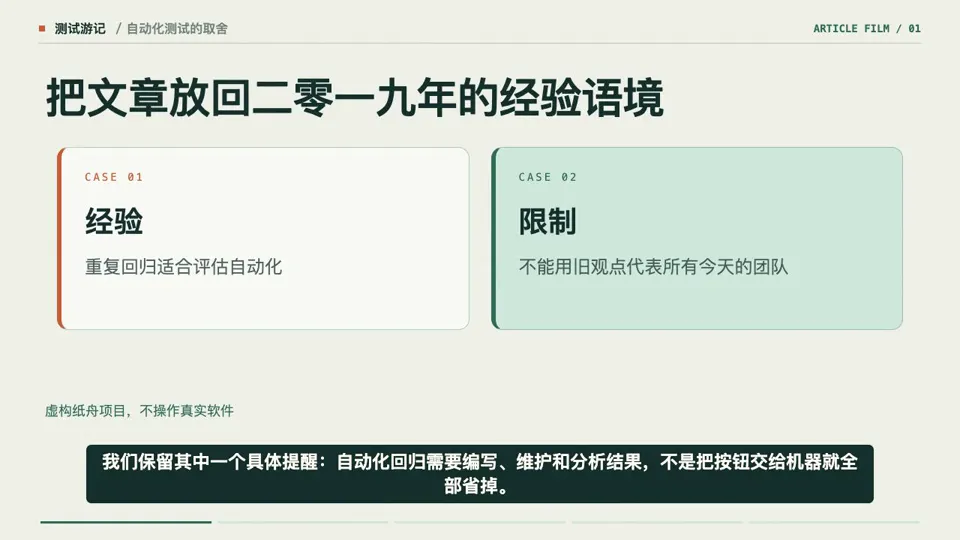 测试游记 / 自动化测试的取舍
ARTICLE FILM / 01
把文章放回二零一九年的经验语境
CASE 01
经验
重复回归适合评估自动化
CASE 02
限制
不能用旧观点代表所有今天的团队
虚构纸舟项目，不操作真实软件
我们保留其中一个具体提醒：自动化回归需要编写、维护和分析结果，不是把按钮交给机器就全
部省掉。